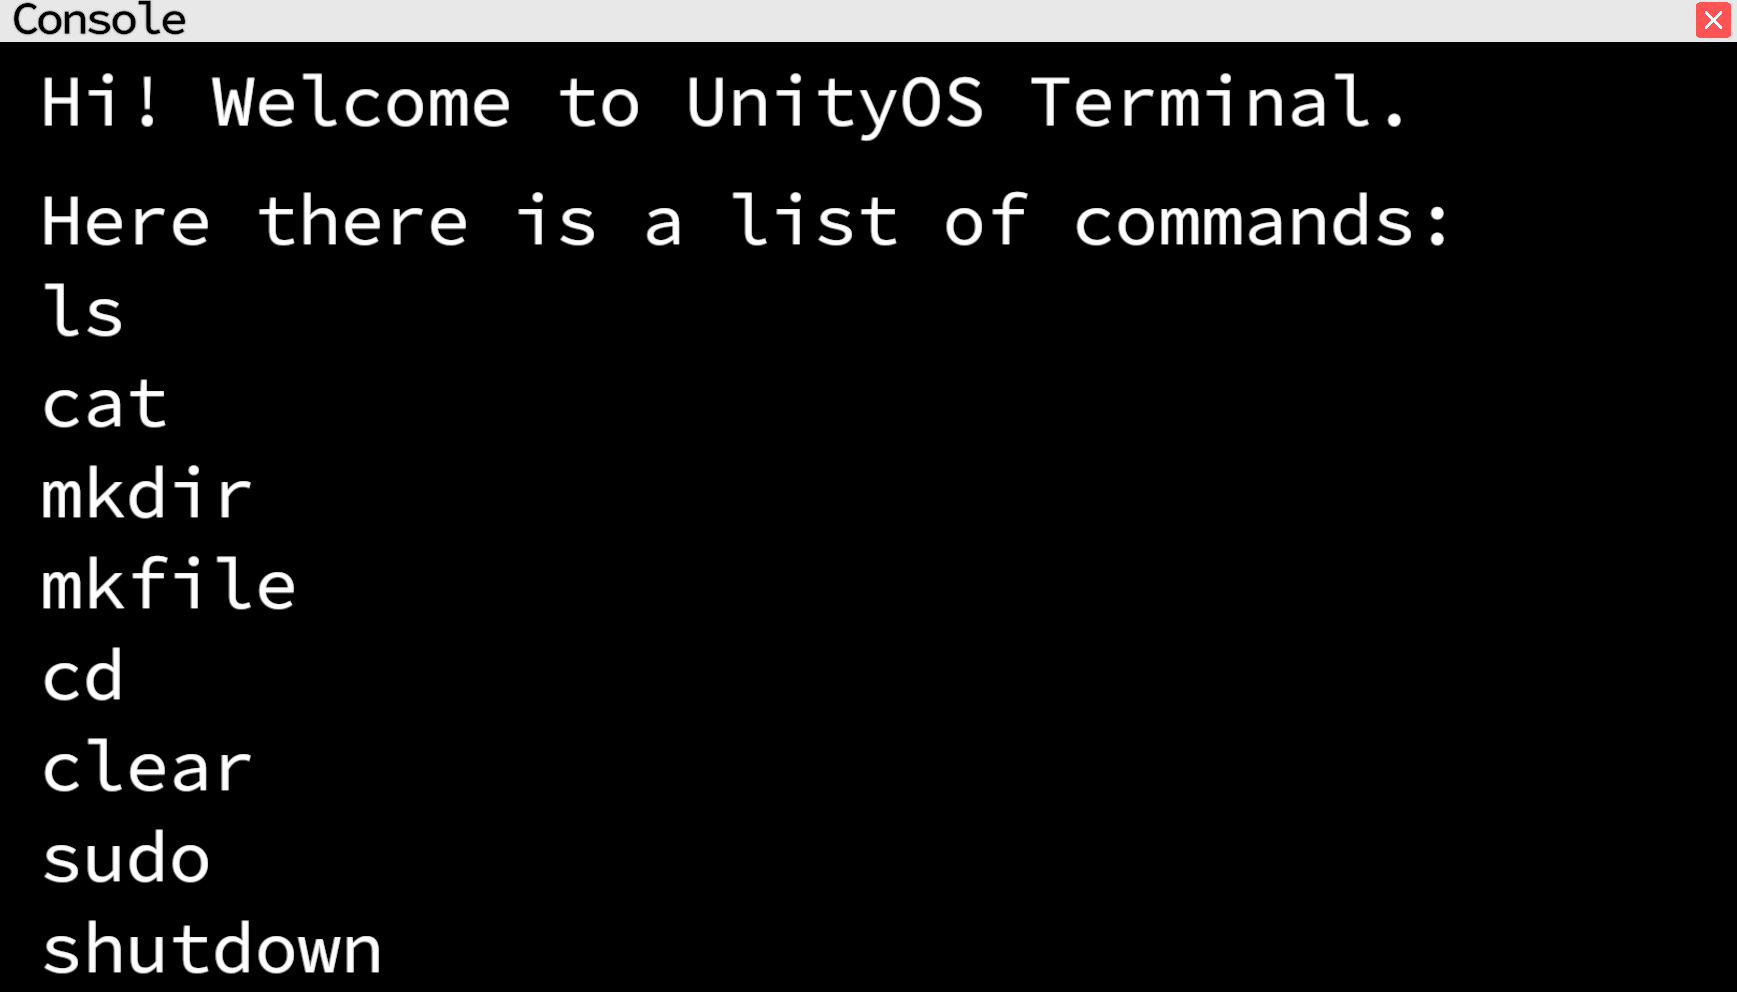 Console
Hi! Welcome to UnityOS Terminal.
Here there is a list of commands:
ls
cat
mkdir
mkfile
cd
clear
sudo
shutdown